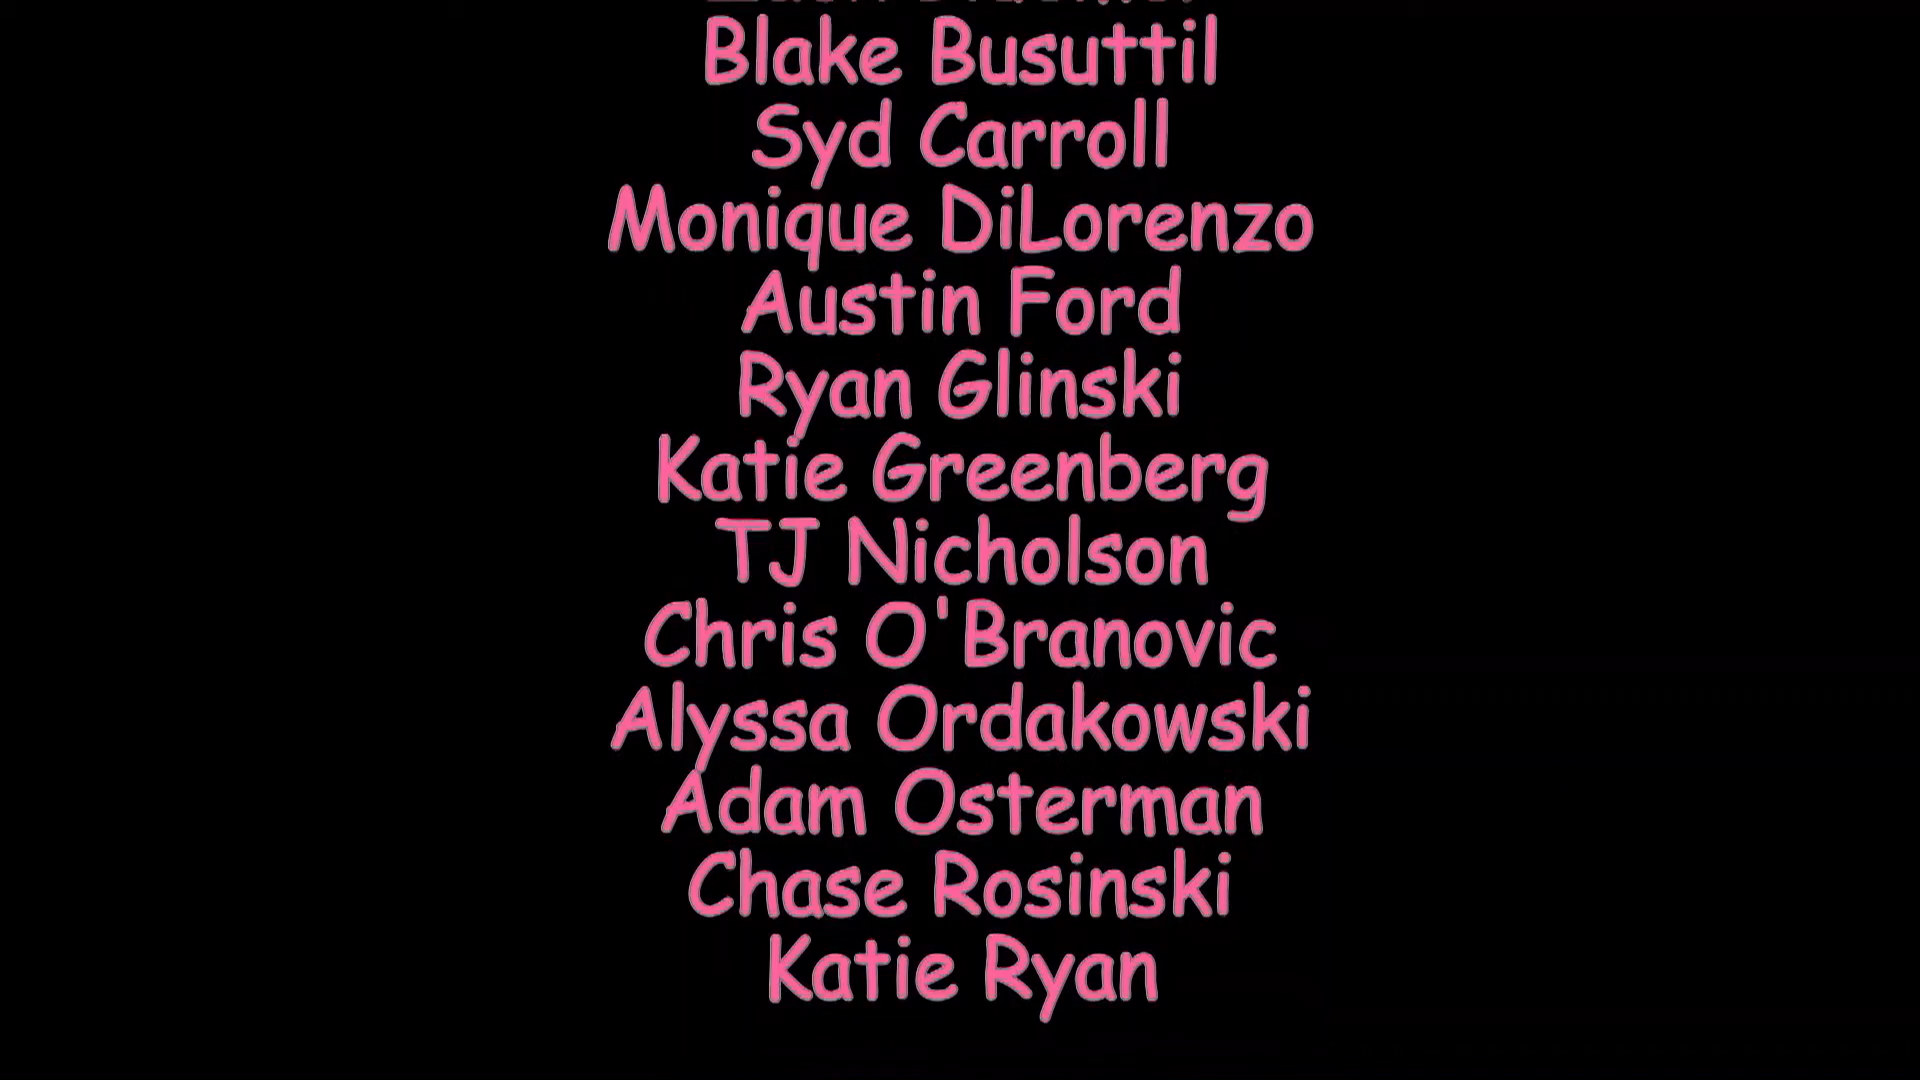 Blake Busuttil
Syd Carroll
Monique DiLorenzo
Austin Ford
Ryan Glinski
Katie Greenberg
TJ Nicholson
Chris O'Branovic
Alyssa Ordakowski
Adam Osterman
Chase Rosinski
Katie Ryan